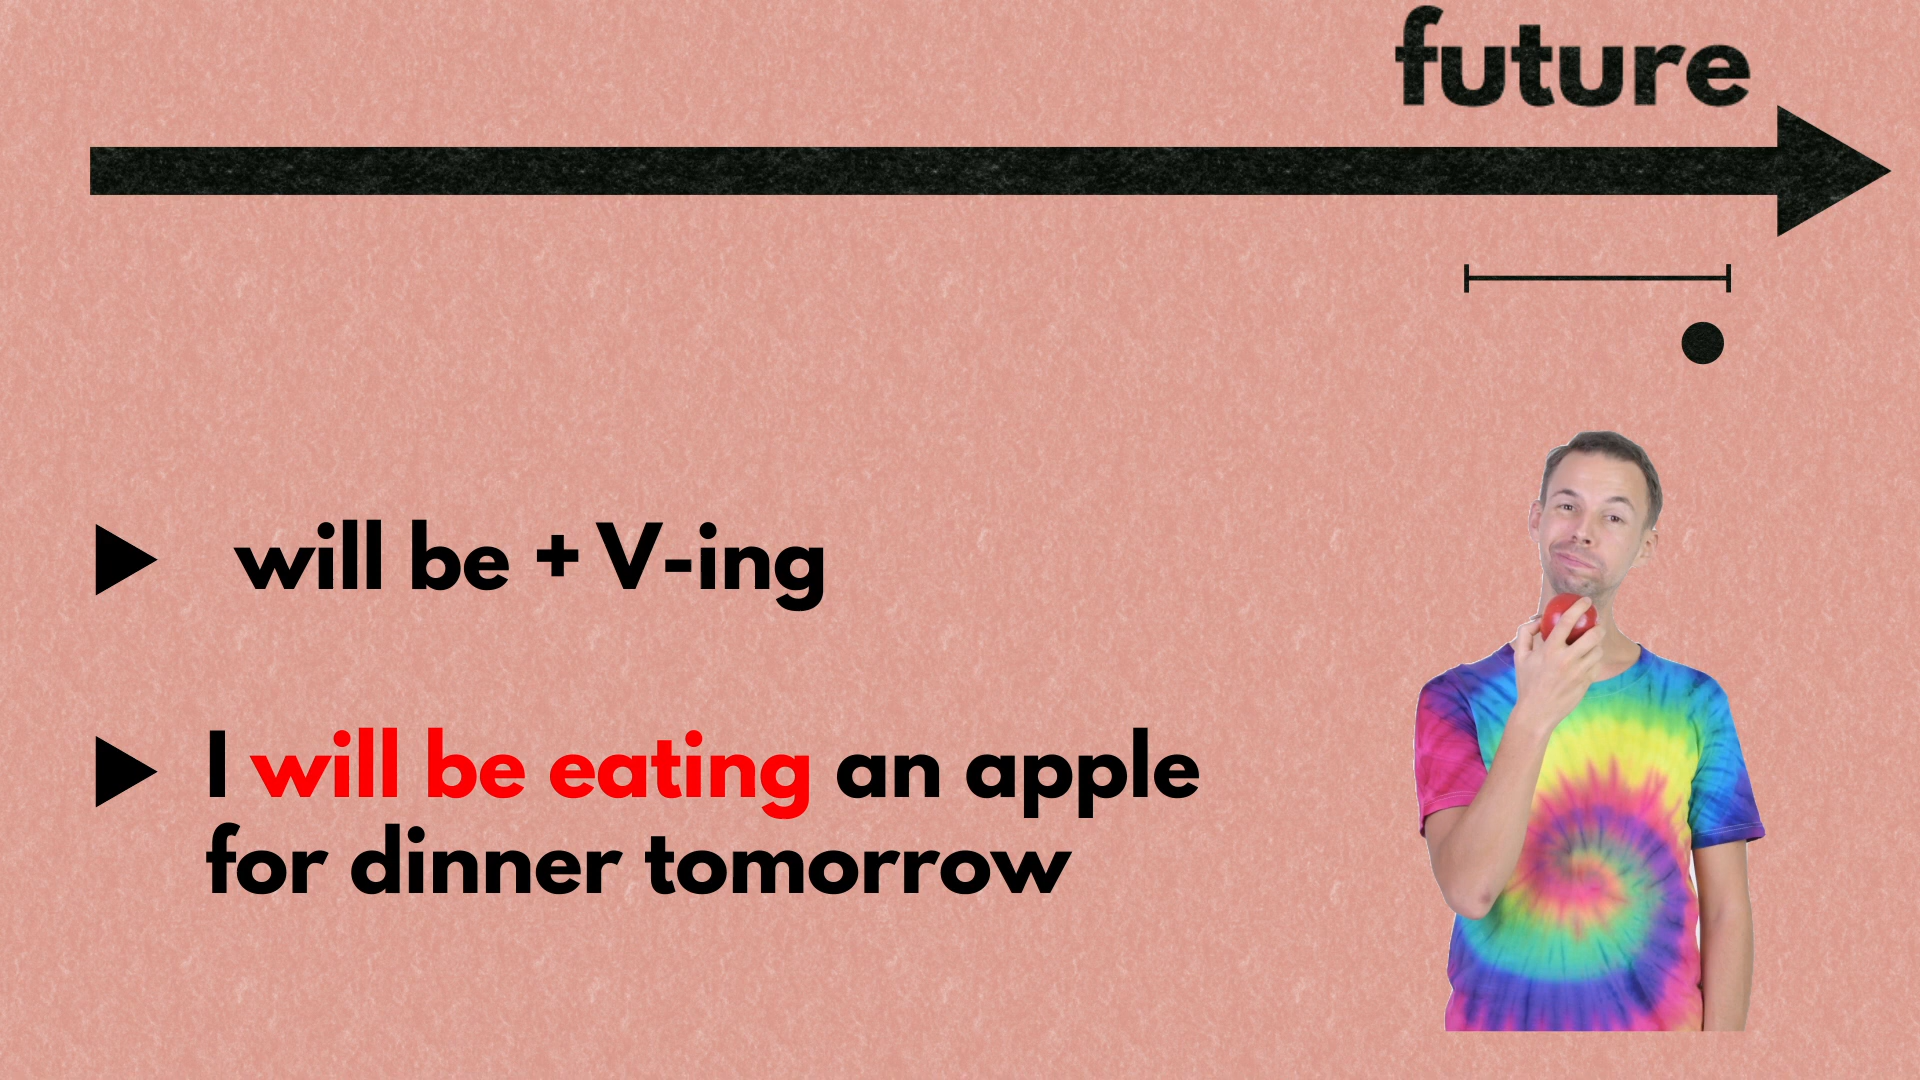 future
will be + V-ing
I will be eating an apple
for dinner tomorrow